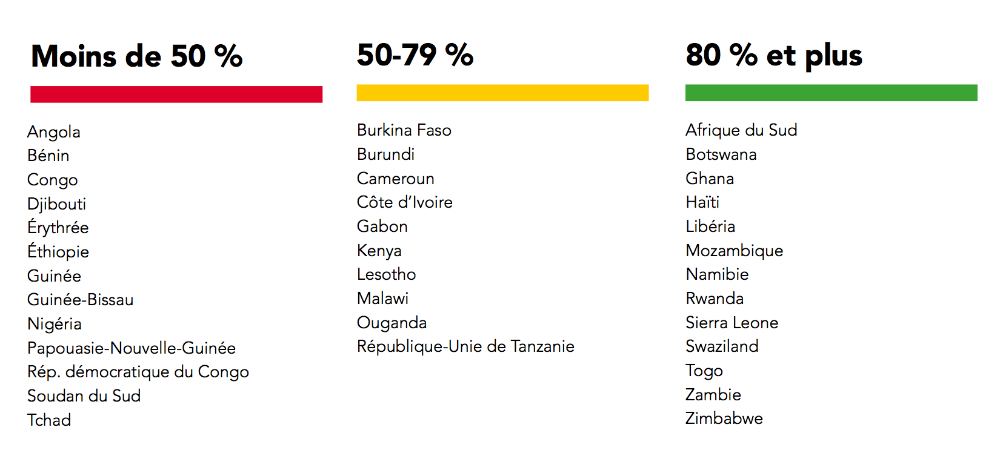 Moins de 50 %
Angola
Bénin
Congo
Djibouti
Érythrée
Éthiopie
Guinée
Guinée-Bissau
Nigéria
Papouasie-Nouvelle-Guinée
Rép. démocratique du Congo
Soudan du Sud
Tchad
50-79 %
Burkina Faso
Burundi
Cameroun
Côte d’Ivoire
Gabon
Kenya
Lesotho
Malawi
Ouganda
République-Unie de Tanzanie
80 % et plus
Afrique du Sud
Botswana
Ghana
Haïti
Libéria
Mozambique
Namibie
Rwanda
Sierra Leone
Swaziland
Togo
Zambie
Zimbabwe